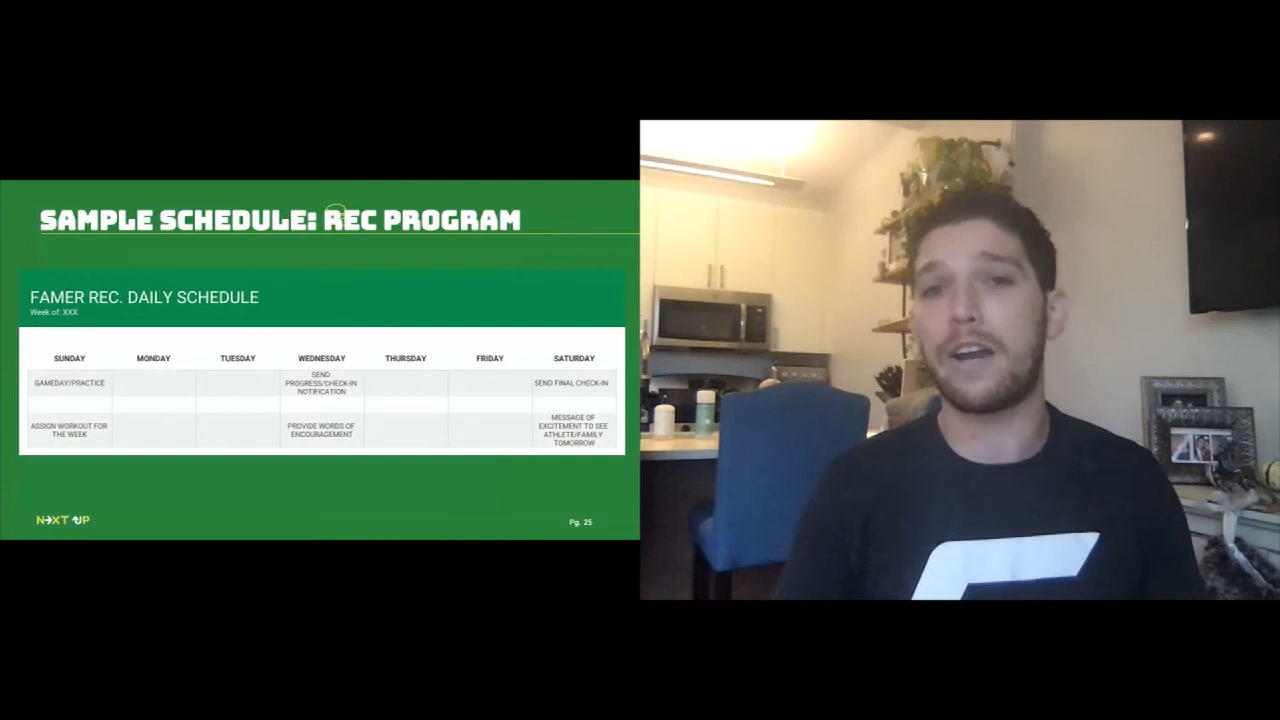 SAMPLE SCHEDULE: REC PROGRAM
FAMER REC. DAILY SCHEDULE
Week of: XXX
SUNDAY MONDAY TUESDAY WEDNESDAY THURSDAY FRIDAY SATURDAY
GAMEDAY/PRACTICE
SEND
PROGRESS/CHECK-IN
NOTIFICATION
SEND FINAL CHECK-IN
ASSIGN WORKOUT FOR
THE WEEK
PROVIDE WORDS OF
ENCOURAGEMENT
MESSAGE OF
EXCITEMENT TO SEE
ATHLETE/FAMILY
TOMORROW
NEXT UP
Pg. 25